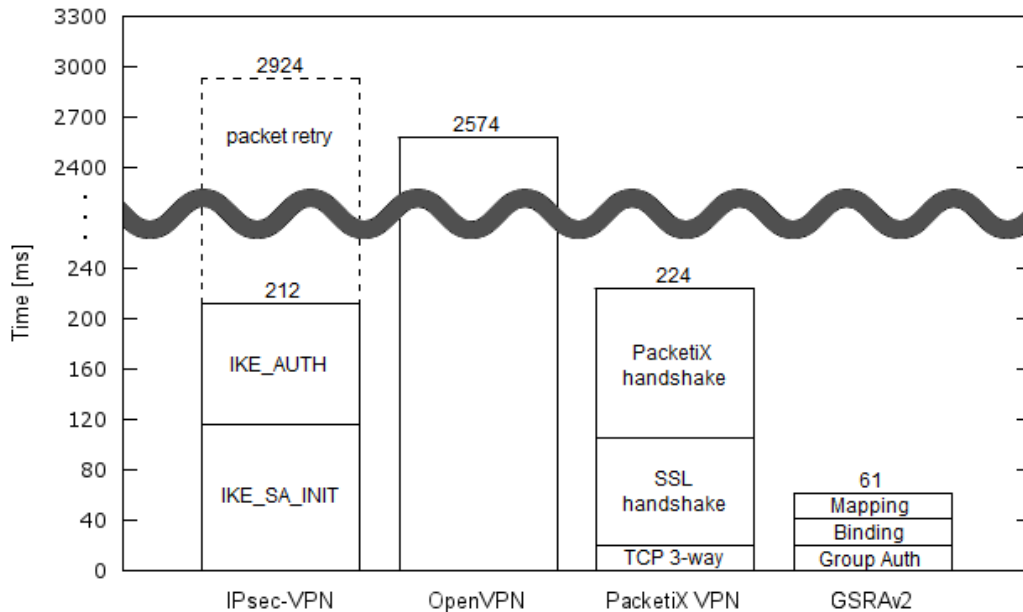 3300
3000
2700
2400
.
.
.
240
200
160
120
80
40
0
Time [ms]
2924
packet retry
212
IKE_AUTH
IKE_SA_INIT
2574
224
PacketiX
handshake
SSL
handshake
TCP 3-way
61
Mapping
Binding
Group Auth
IPsec-VPN
OpenVPN
PacketiX VPN
GSRAv2